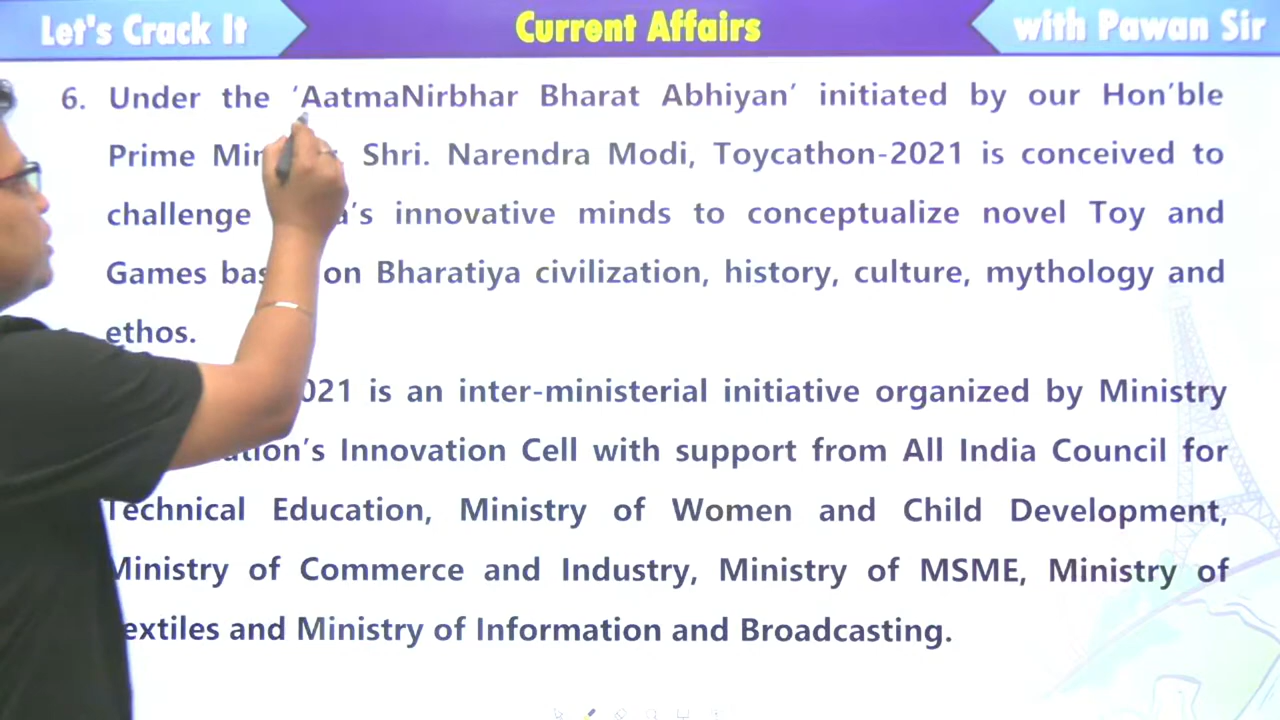 Let's Crack It
Current Affairs
with Pawan Sir
6. Under the 'AatmaNirbhar Bharat Abhiyan' initiated by our Hon'ble
Prime Shri. Narendra Modi, Toycathon-2021 is conceived to
challenge innovative minds to conceptualize novel Toy and
Games on Bharatiya civilization, history, culture, mythology and
ethos.
021 is an inter-ministerial initiative organized by Ministry
Innovation Cell with support from All India Council for
Technical Education, Ministry of Women and Child Development,
Ministry of Commerce and Industry, Ministry of MSME, Ministry of
extiles and Ministry of Information and Broadcasting.